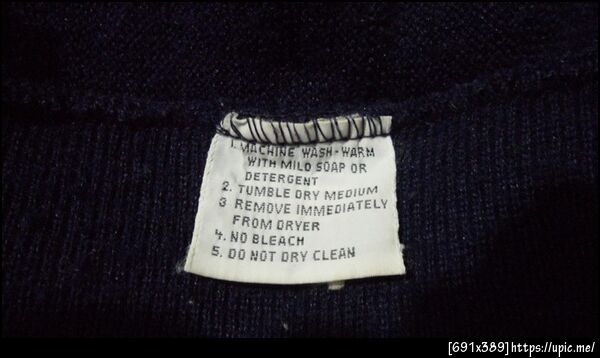 1. MACHINE WASH-WARM
WITH MILD SOAP OR
DETERGENT
2. TUMBLE DRY MEDIUM
3 REMOVE IMMEDIATELY
FROM DRYER
4. NO BLEACH
5. DO NOT DRY CLEAN
[691x389]https://upic.me/